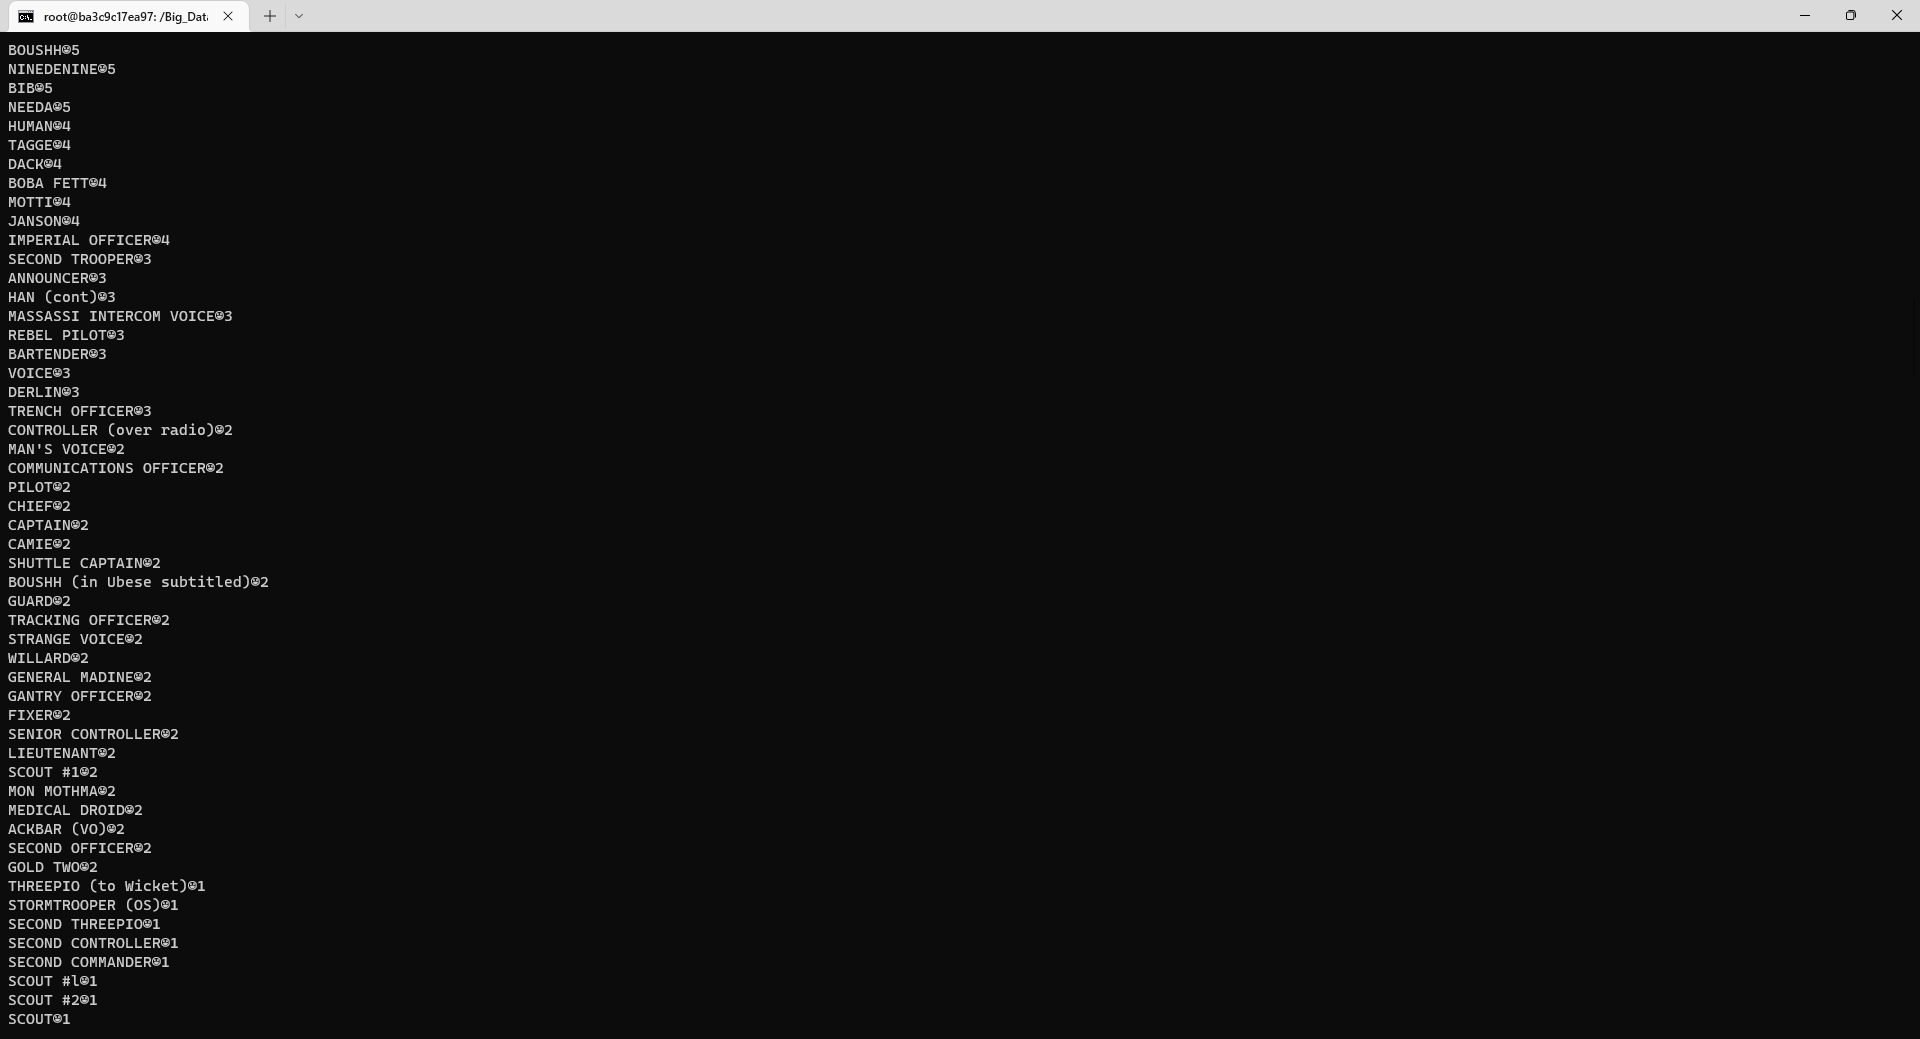 root@ba3c9c17ea97: /Big_Data
BOUSHH☺5
NINEDENINE☺5
BIB☺5
NEEDA☺5
HUMAN☺4
TAGGE☺4
DACK☺4
BOBA FETT☺4
MOTTI☺4
JANSON☺4
IMPERIAL OFFICER☺4
SECOND TROOPER☺3
ANNOUNCER☺3
HAN (cont)☺3
MASSASSI INTERCOM VOICE☺3
REBEL PILOT☺3
BARTENDER☺3
VOICE☺3
DERLIN☺3
TRENCH OFFICER☺3
CONTROLLER (over radio)☺2
MAN'S VOICE☺2
COMMUNICATIONS OFFICER☺2
PILOT☺2
CHIEF☺2
CAPTAIN☺2
CAMIE☺2
SHUTTLE CAPTAIN☺2
BOUSHH (in Ubese subtitled)☺2
GUARD☺2
TRACKING OFFICER☺2
STRANGE VOICE☺2
WILLARD☺2
GENERAL MADINE☺2
GANTRY OFFICER☺2
FIXER☺2
SENIOR CONTROLLER☺2
LIEUTENANT☺2
SCOUT #1☺2
MON MOTHMA☺2
MEDICAL DROID☺2
ACKBAR (VO)☺2
SECOND OFFICER☺2
GOLD TWO☺2
THREEPIO (to Wicket)☺1
STORMTROOPER (OS)☺1
SECOND THREEPIO☺1
SECOND CONTROLLER☺1
SECOND COMMANDER☺1
SCOUT #l☺1
SCOUT #2☺1
SCOUT☺1